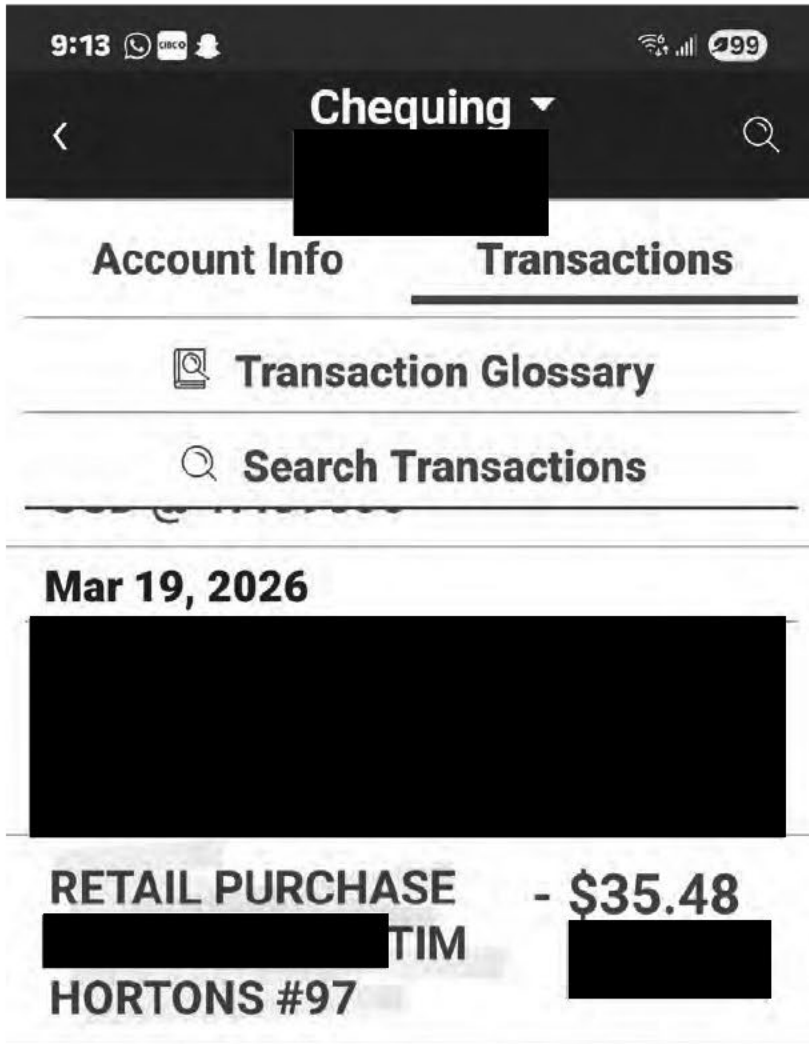 9:13 CIBCO 99
Chequing
Account Info Transactions
Transaction Glossary
Search Transactions
Mar 19, 2026
RETAIL PURCHASE - $35.48
TIM
HORTONS #97